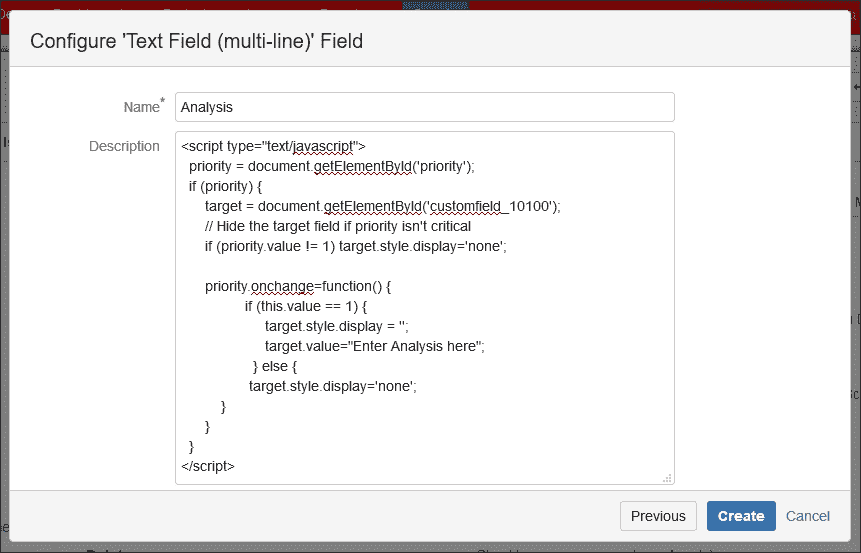 Configure 'Text Field (multi-line)' Field
Name*
Analysis
Description
<script type="text/javascript">
  priority = document.getElementById('priority');
  if (priority) {
      target = document.getElementById('customfield_10100');
      // Hide the target field if priority isn't critical
      if (priority.value != 1) target.style.display='none';

      priority.onchange=function() {
                if (this.value == 1) {
                     target.style.display = '';
                     target.value="Enter Analysis here";
                  } else {
                 target.style.display='none';
          }
      }
  }
</script>
Previous
Create
Cancel